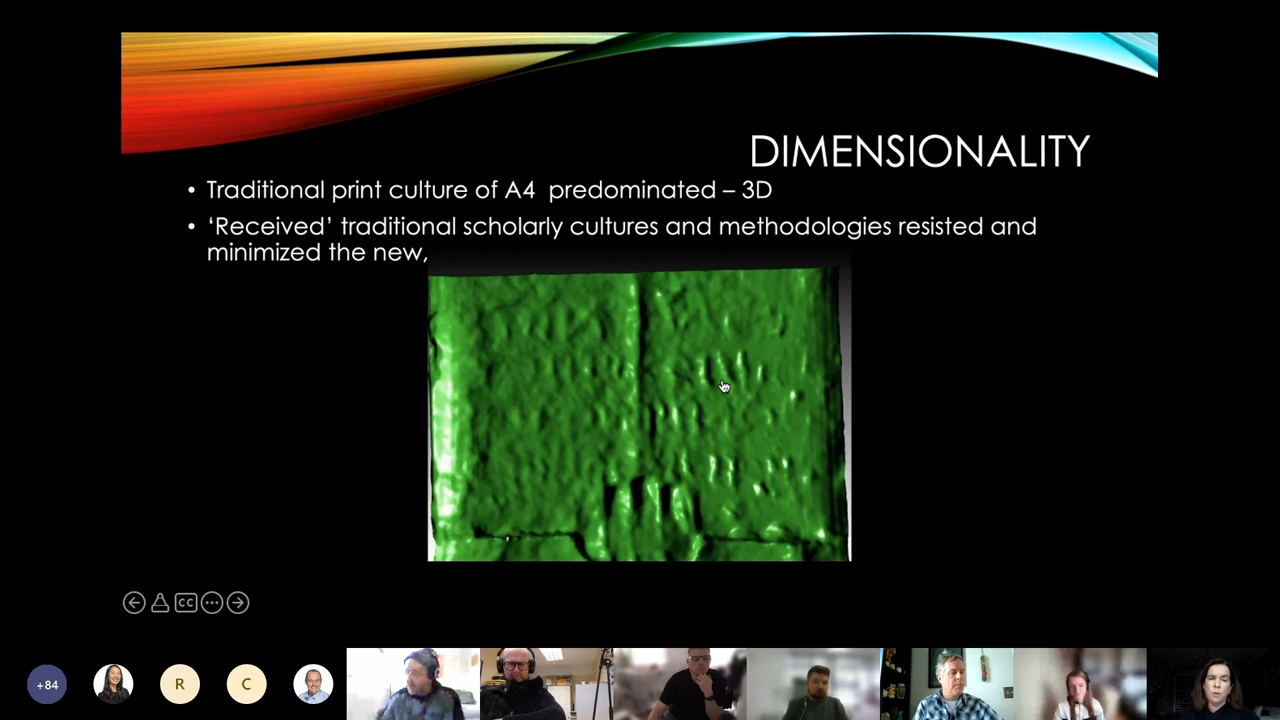 DIMENSIONALITY
• Traditional print culture of A4  predominated – 3D
• ‘Received’ traditional scholarly cultures and methodologies resisted and
minimized the new,
CC
+84
R
C